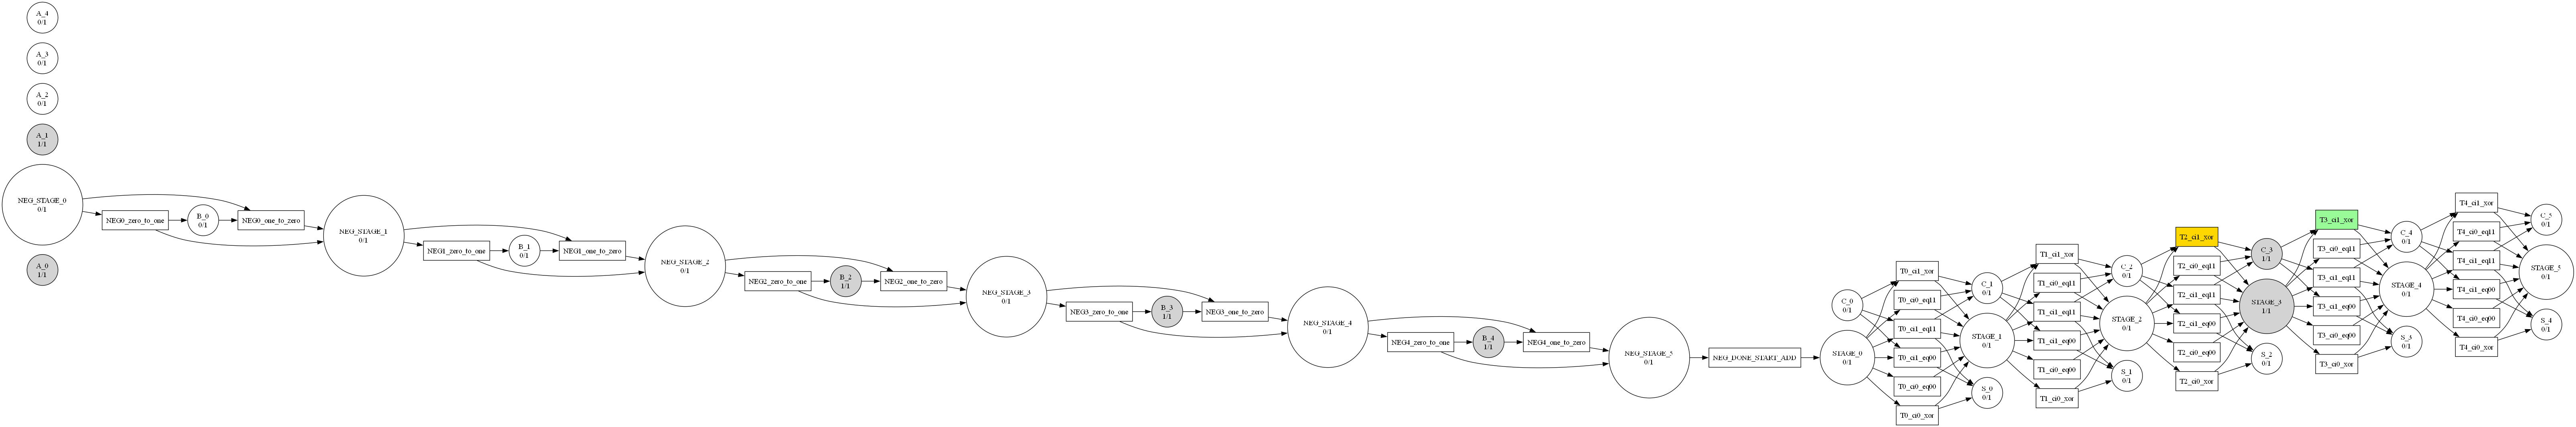 A_4
0/1
A_3
0/1
A_2
0/1
A_1
1/1
NEG_STAGE_0
0/1
A_0
1/1
NEG0_zero_to_one
B_0
0/1
NEG0_one_to_zero
NEG_STAGE_1
0/1
NEG1_zero_to_one
B_1
0/1
NEG1_one_to_zero
NEG_STAGE_2
0/1
NEG2_zero_to_one
B_2
1/1
NEG2_one_to_zero
NEG_STAGE_3
0/1
NEG3_zero_to_one
B_3
1/1
NEG3_one_to_zero
NEG_STAGE_4
0/1
NEG4_zero_to_one
B_4
1/1
NEG4_one_to_zero
NEG_STAGE_5
0/1
NEG_DONE_START_ADD
C_0
0/1
STAGE_0
0/1
T0_ci1_xor
T0_ci0_eq11
T0_ci1_eq11
T0_ci1_eq00
T0_ci0_eq00
T0_ci0_xor
C_1
0/1
STAGE_1
0/1
S_0
0/1
T1_ci1_xor
T1_ci0_eq11
T1_ci1_eq11
T1_ci1_eq00
T1_ci0_eq00
T1_ci0_xor
C_2
0/1
STAGE_2
0/1
S_1
0/1
T2_ci1_xor
T2_ci0_eq11
T2_ci1_eq11
T2_ci1_eq00
T2_ci0_eq00
T2_ci0_xor
C_3
1/1
STAGE_3
1/1
S_2
0/1
T3_ci1_xor
T3_ci0_eq11
T3_ci1_eq11
T3_ci1_eq00
T3_ci0_eq00
T3_ci0_xor
C_4
0/1
STAGE_4
0/1
S_3
0/1
T4_ci1_xor
T4_ci0_eq11
T4_ci1_eq11
T4_ci1_eq00
T4_ci0_eq00
T4_ci0_xor
C_5
0/1
STAGE_5
0/1
S_4
0/1